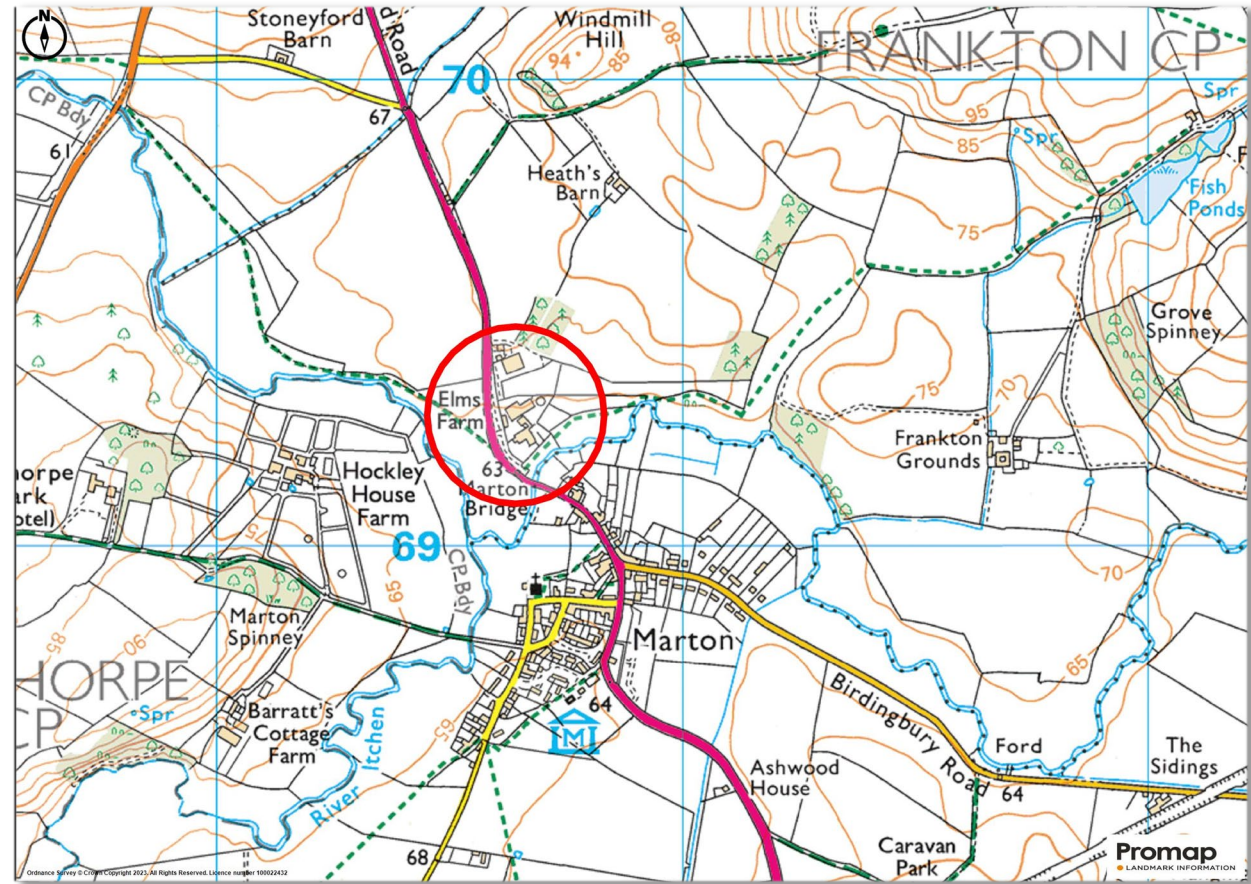 N
Stoneyford
Barn
d Road
Windmill
Hill
94
85
80
FRANKTON CP
70
CP Bdy
61
67
Spr
95
85
Spr
Heath's
Barn
Fish
Ponds
F
75
Grove
Spinney
Elms
Farm
75
70
Frankton
Grounds
horpe
ark
otel)
Hockley
House
Farm
63
Marton
Bridge
75
69
CP Bdy
65
70
Marton
Spinney
85
90
Marton
65
HORPE
CP
Spr
Barratt's
Cottage
Farm
River Itchen
65
64
M
Birdingbury Road
Ford
64
The
Sidings
Ashwood
House
68
Caravan
Park
Promap
LANDMARK INFORMATION
Ordnance Survey © Crown Copyright 2023. All Rights Reserved. Licence number 100022432